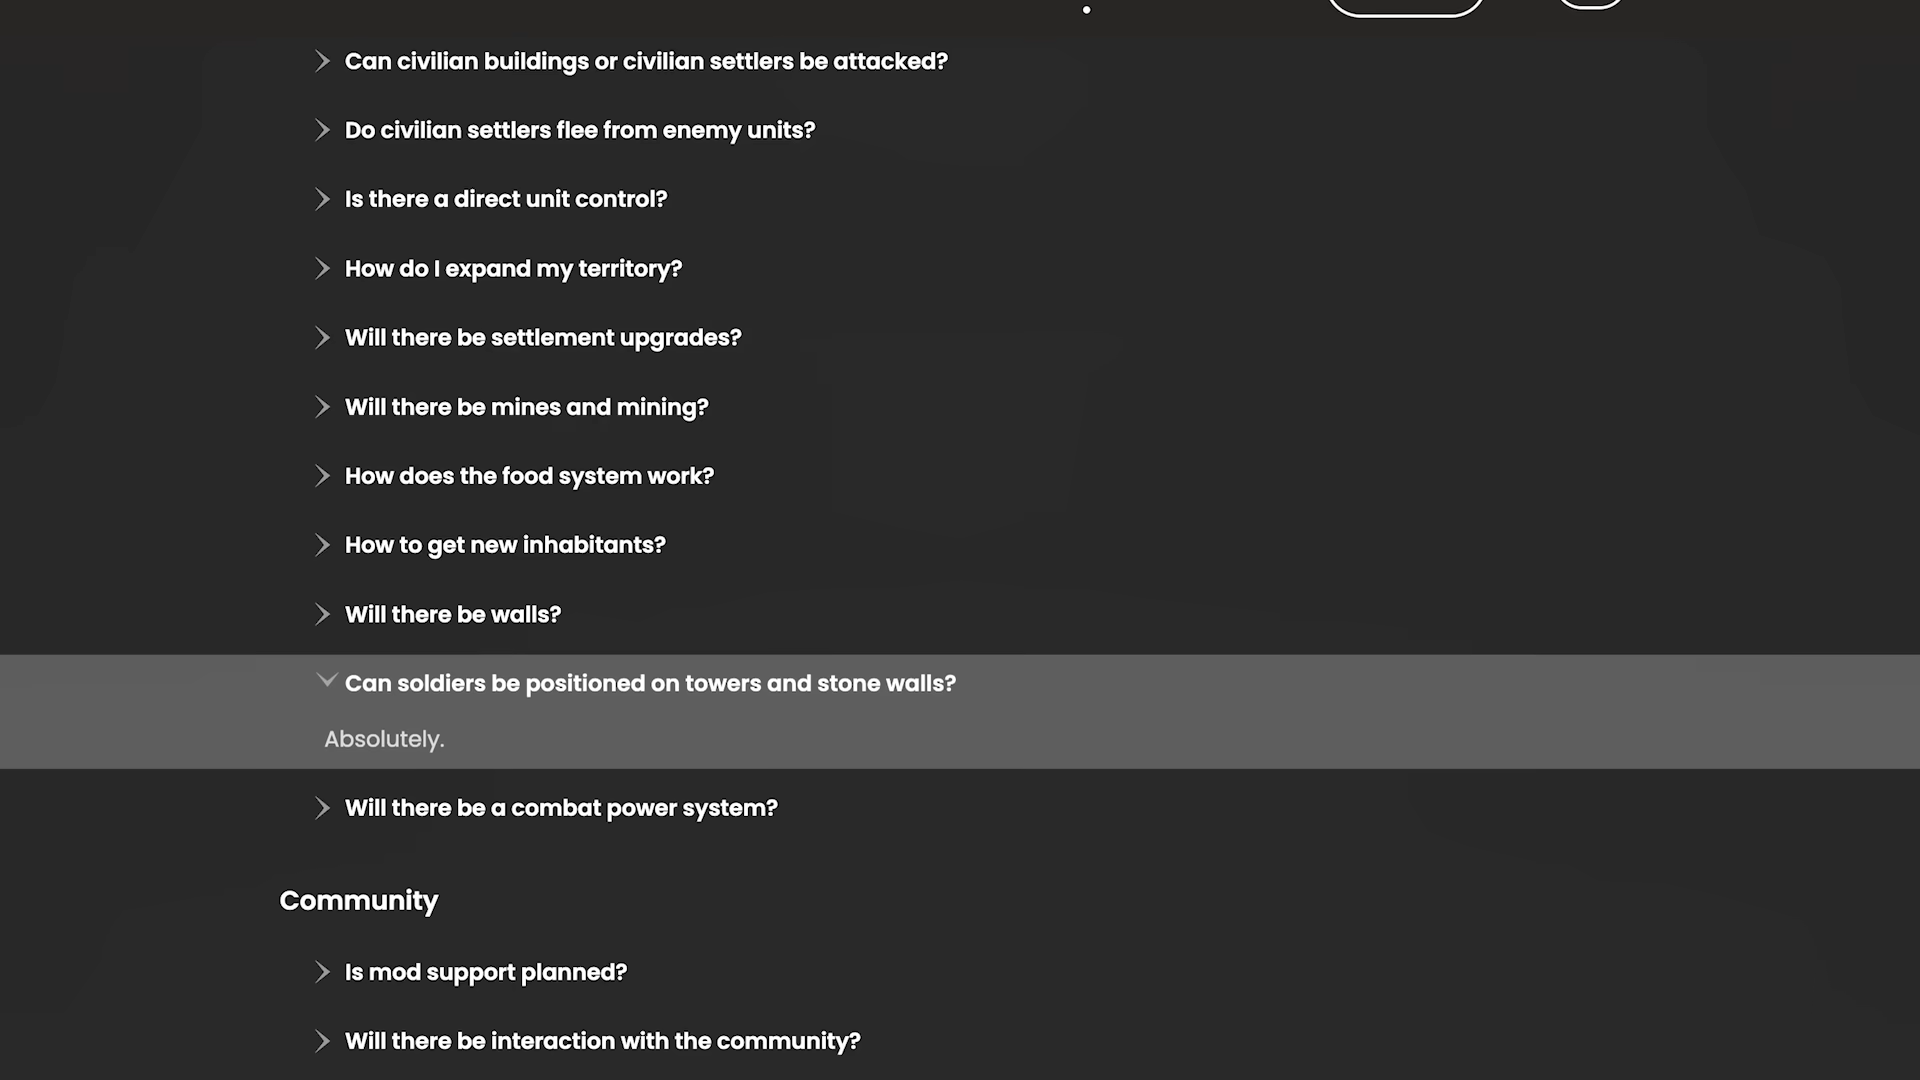 Can civilian buildings or civilian settlers be attacked?
Do civilian settlers flee from enemy units?
Is there a direct unit control?
How do I expand my territory?
Will there be settlement upgrades?
Will there be mines and mining?
How does the food system work?
How to get new inhabitants?
Will there be walls?
Can soldiers be positioned on towers and stone walls?
Absolutely.
Will there be a combat power system?
Community
Is mod support planned?
Will there be interaction with the community?